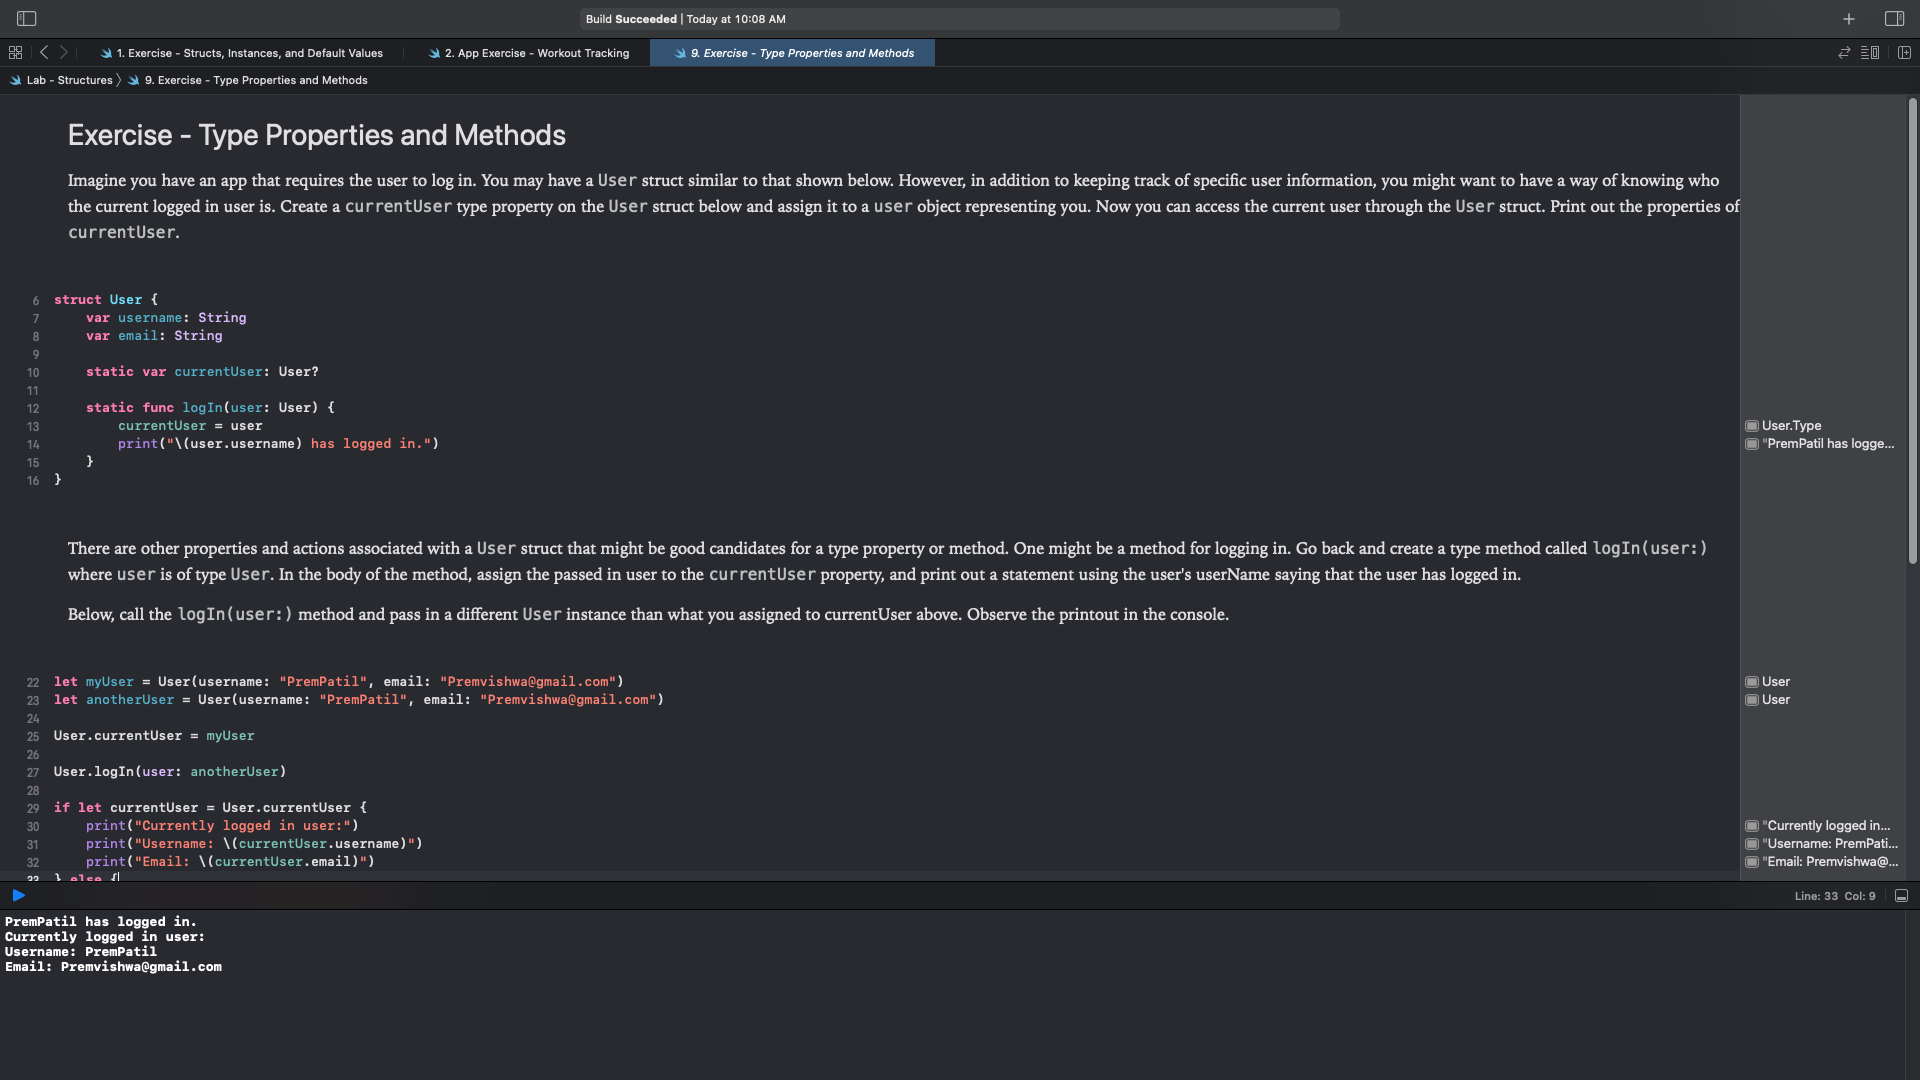 Build Succeeded | Today at 10:08 AM
1. Exercise - Structs, Instances, and Default Values
2. App Exercise - Workout Tracking
9. Exercise - Type Properties and Methods
Lab - Structures 〉 9. Exercise - Type Properties and Methods
Exercise - Type Properties and Methods
Imagine you have an app that requires the user to log in. You may have a User struct similar to that shown below. However, in addition to keeping track of specific user information, you might want to have a way of knowing who
the current logged in user is. Create a currentUser type property on the User struct below and assign it to a user object representing you. Now you can access the current user through the User struct. Print out the properties of
currentUser.
6 struct User {
7     var username: String
8     var email: String
9
10     static var currentUser: User?
11
12     static func logIn(user: User) {
13         currentUser = user
User.Type
14         print("\(user.username) has logged in.")
"PremPatil has logge...
15     }
16 }
There are other properties and actions associated with a User struct that might be good candidates for a type property or method. One might be a method for logging in. Go back and create a type method called logIn(user:)
where user is of type User. In the body of the method, assign the passed in user to the currentUser property, and print out a statement using the user's userName saying that the user has logged in.
Below, call the logIn(user:) method and pass in a different User instance than what you assigned to currentUser above. Observe the printout in the console.
22 let myUser = User(username: "PremPatil", email: "Premvishwa@gmail.com")
User
23 let anotherUser = User(username: "PremPatil", email: "Premvishwa@gmail.com")
User
24
25 User.currentUser = myUser
26
27 User.logIn(user: anotherUser)
28
29 if let currentUser = User.currentUser {
30     print("Currently logged in user:")
"Currently logged in...
31     print("Username: \(currentUser.username)")
"Username: PremPati...
32     print("Email: \(currentUser.email)")
"Email: Premvishwa@...
33 } else {
Line: 33 Col: 9
PremPatil has logged in.
Currently logged in user:
Username: PremPatil
Email: Premvishwa@gmail.com